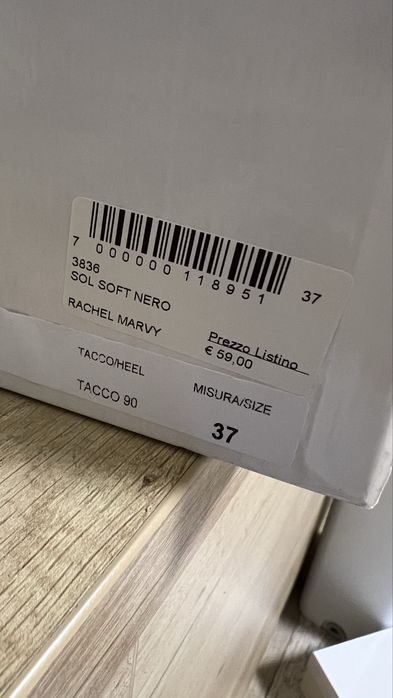 7 000000 118951 37
3836
SOL SOFT NERO
RACHEL MARVY
Prezzo Listino
€ 59,00
TACCO/HEEL
TACCO 90
MISURA/SIZE
37